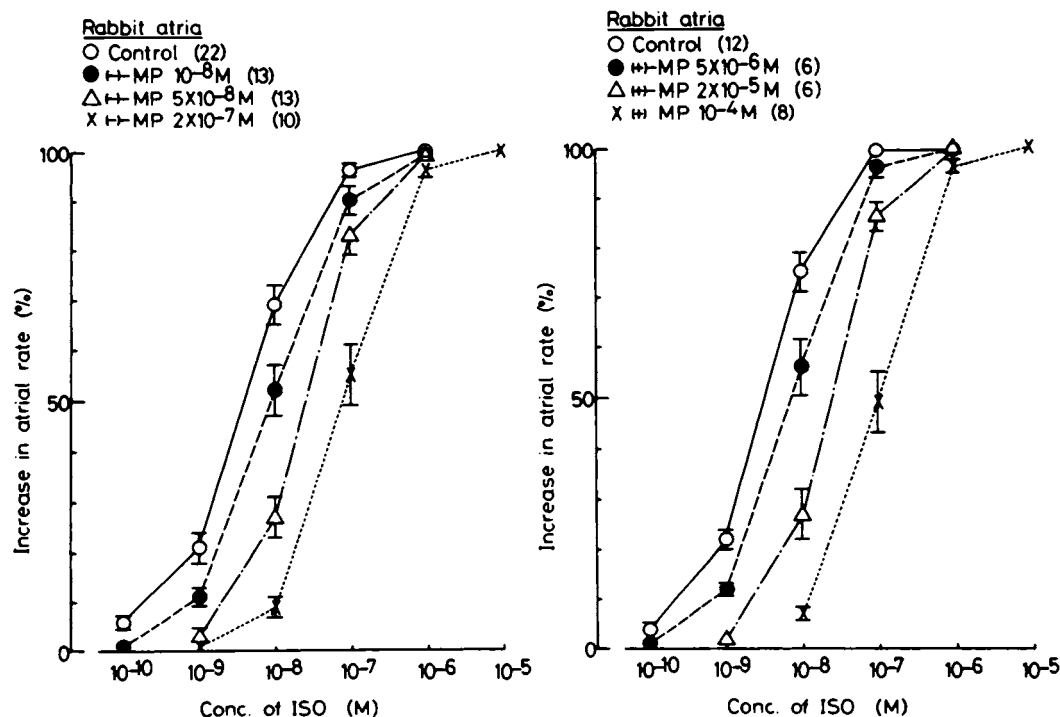 Rabbit atria
Control (22)
(-)-MP 10⁻⁸M (13)
(-)-MP 5X10⁻⁸M (13)
(-)-MP 2X10⁻⁷M (10)
100
50
0
Increase in atrial rate (%)
10⁻¹⁰ 10⁻⁹ 10⁻⁸ 10⁻⁷ 10⁻⁶ 10⁻⁵
Conc. of ISO (M)
Rabbit atria
Control (12)
(+)-MP 5X10⁻⁶M (6)
(+)-MP 2X10⁻⁵M (6)
(+) MP 10⁻⁴M (8)
100
50
0
Increase in atrial rate (%)
10⁻¹⁰ 10⁻⁹ 10⁻⁸ 10⁻⁷ 10⁻⁶ 10⁻⁵
Conc. of ISO (M)